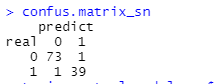 > confus.matrix_sn
predict
real 0 1
0 73 1
1 1 39